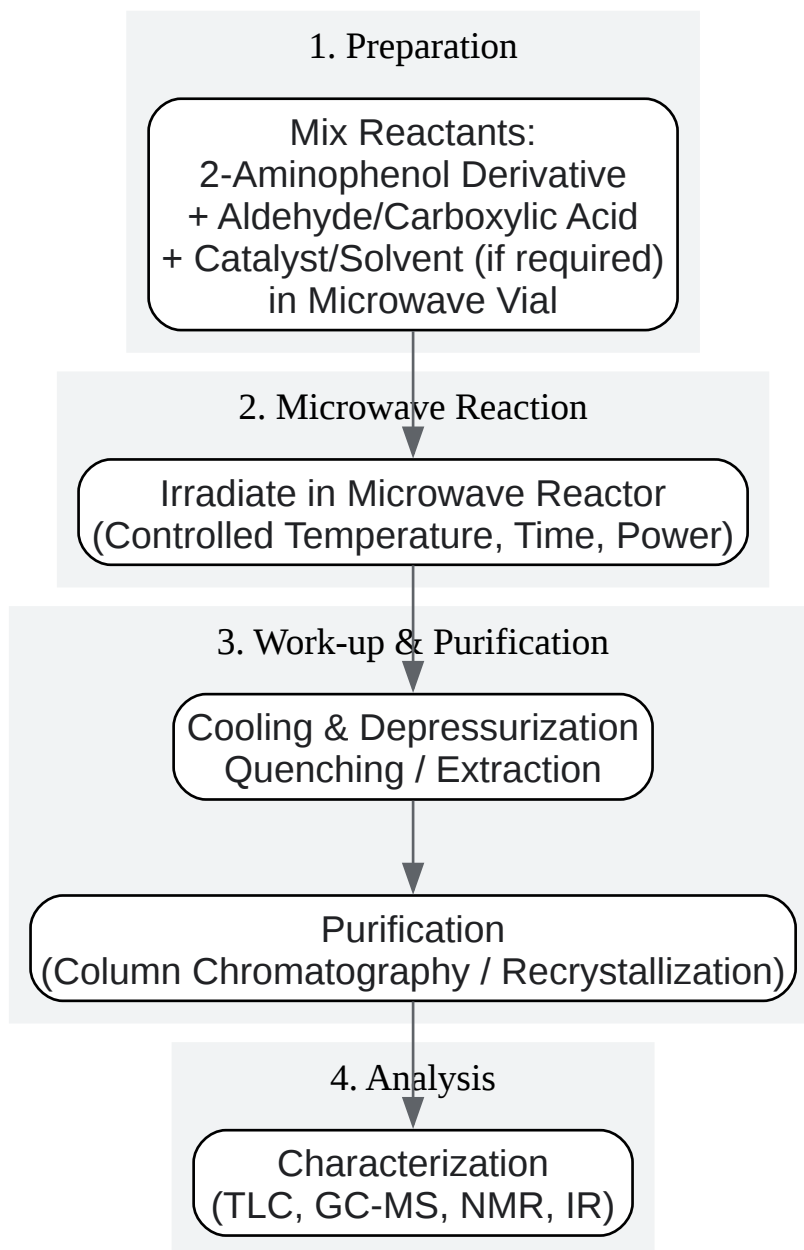 1. Preparation
Mix Reactants:
2-Aminophenol Derivative
+ Aldehyde/Carboxylic Acid
+ Catalyst/Solvent (if required)
in Microwave Vial
2. Microwave Reaction
Irradiate in Microwave Reactor
(Controlled Temperature, Time, Power)
3. Work-up & Purification
Cooling & Depressurization
Quenching / Extraction
Purification
(Column Chromatography / Recrystallization)
4. Analysis
Characterization
(TLC, GC-MS, NMR, IR)